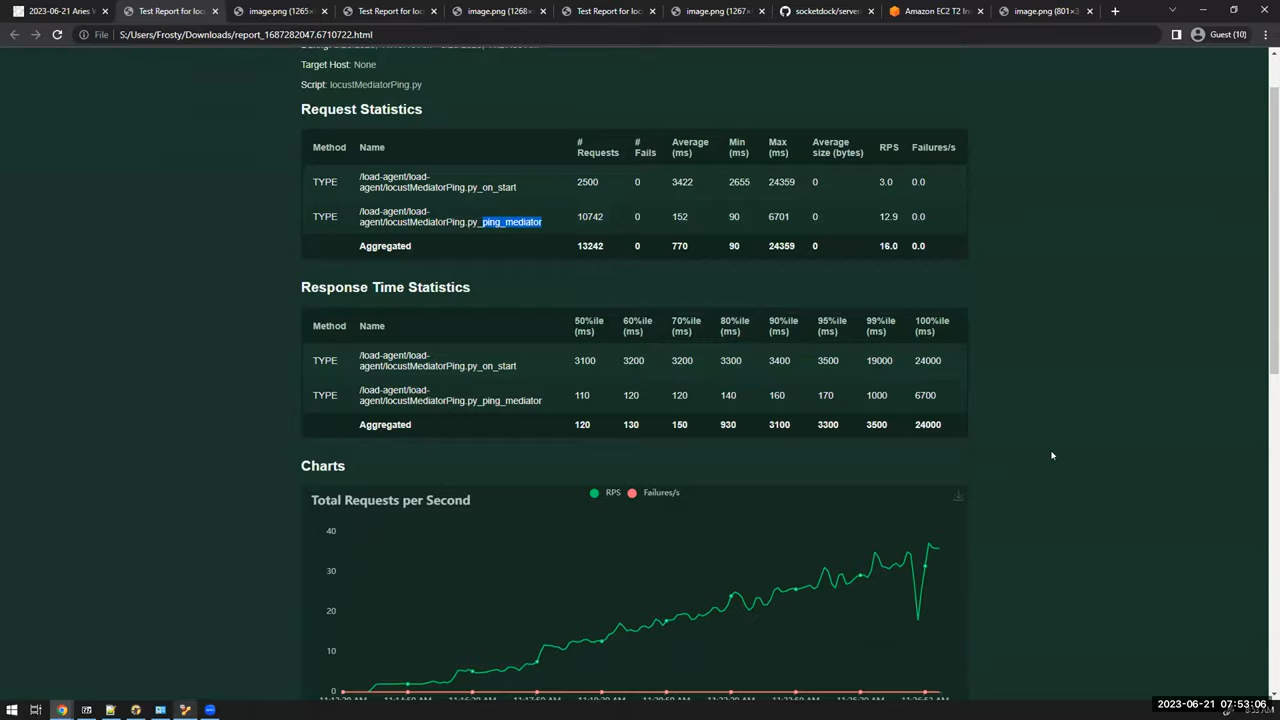 2023-06-21 Aries W
Test Report for loc
image.png (1265×
Test Report for loc
image.png (1268×
Test Report for loc
image.png (1267×
socketdock/server
Amazon EC2 T2 In
image.png (801×3
File S:/Users/Frosty/Downloads/report_1687282047.6710722.html
Guest (10)
Target Host: None
Script: locustMediatorPing.py
Request Statistics
Method Name # Requests # Fails Average (ms) Min (ms) Max (ms) Average size (bytes) RPS Failures/s
TYPE /load-agent/load-agent/locustMediatorPing.py_on_start 2500 0 3422 2655 24359 0 3.0 0.0
TYPE /load-agent/load-agent/locustMediatorPing.py_ping_mediator 10742 0 152 90 6701 0 12.9 0.0
Aggregated 13242 0 770 90 24359 0 16.0 0.0
Response Time Statistics
Method Name 50%ile (ms) 60%ile (ms) 70%ile (ms) 80%ile (ms) 90%ile (ms) 95%ile (ms) 99%ile (ms) 100%ile (ms)
TYPE /load-agent/load-agent/locustMediatorPing.py_on_start 3100 3200 3200 3300 3400 3500 19000 24000
TYPE /load-agent/load-agent/locustMediatorPing.py_ping_mediator 110 120 120 140 160 170 1000 6700
Aggregated 120 130 150 930 3100 3300 3500 24000
Charts
Total Requests per Second
RPS Failures/s
40
30
20
10
0
2023-06-21 07:53:06